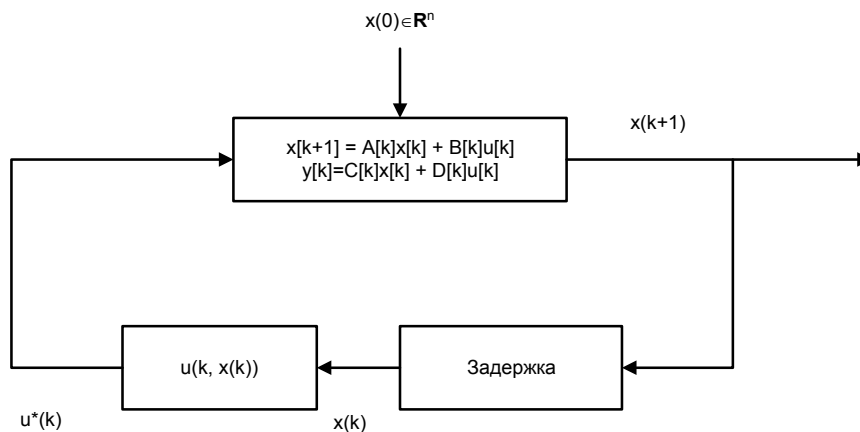 x(0)∈Rⁿ
x(k+1)
x[k+1] = A[k]x[k] + B[k]u[k]
y[k]=C[k]x[k] + D[k]u[k]
u(k, x(k))
Задержка
u*(k)
x(k)